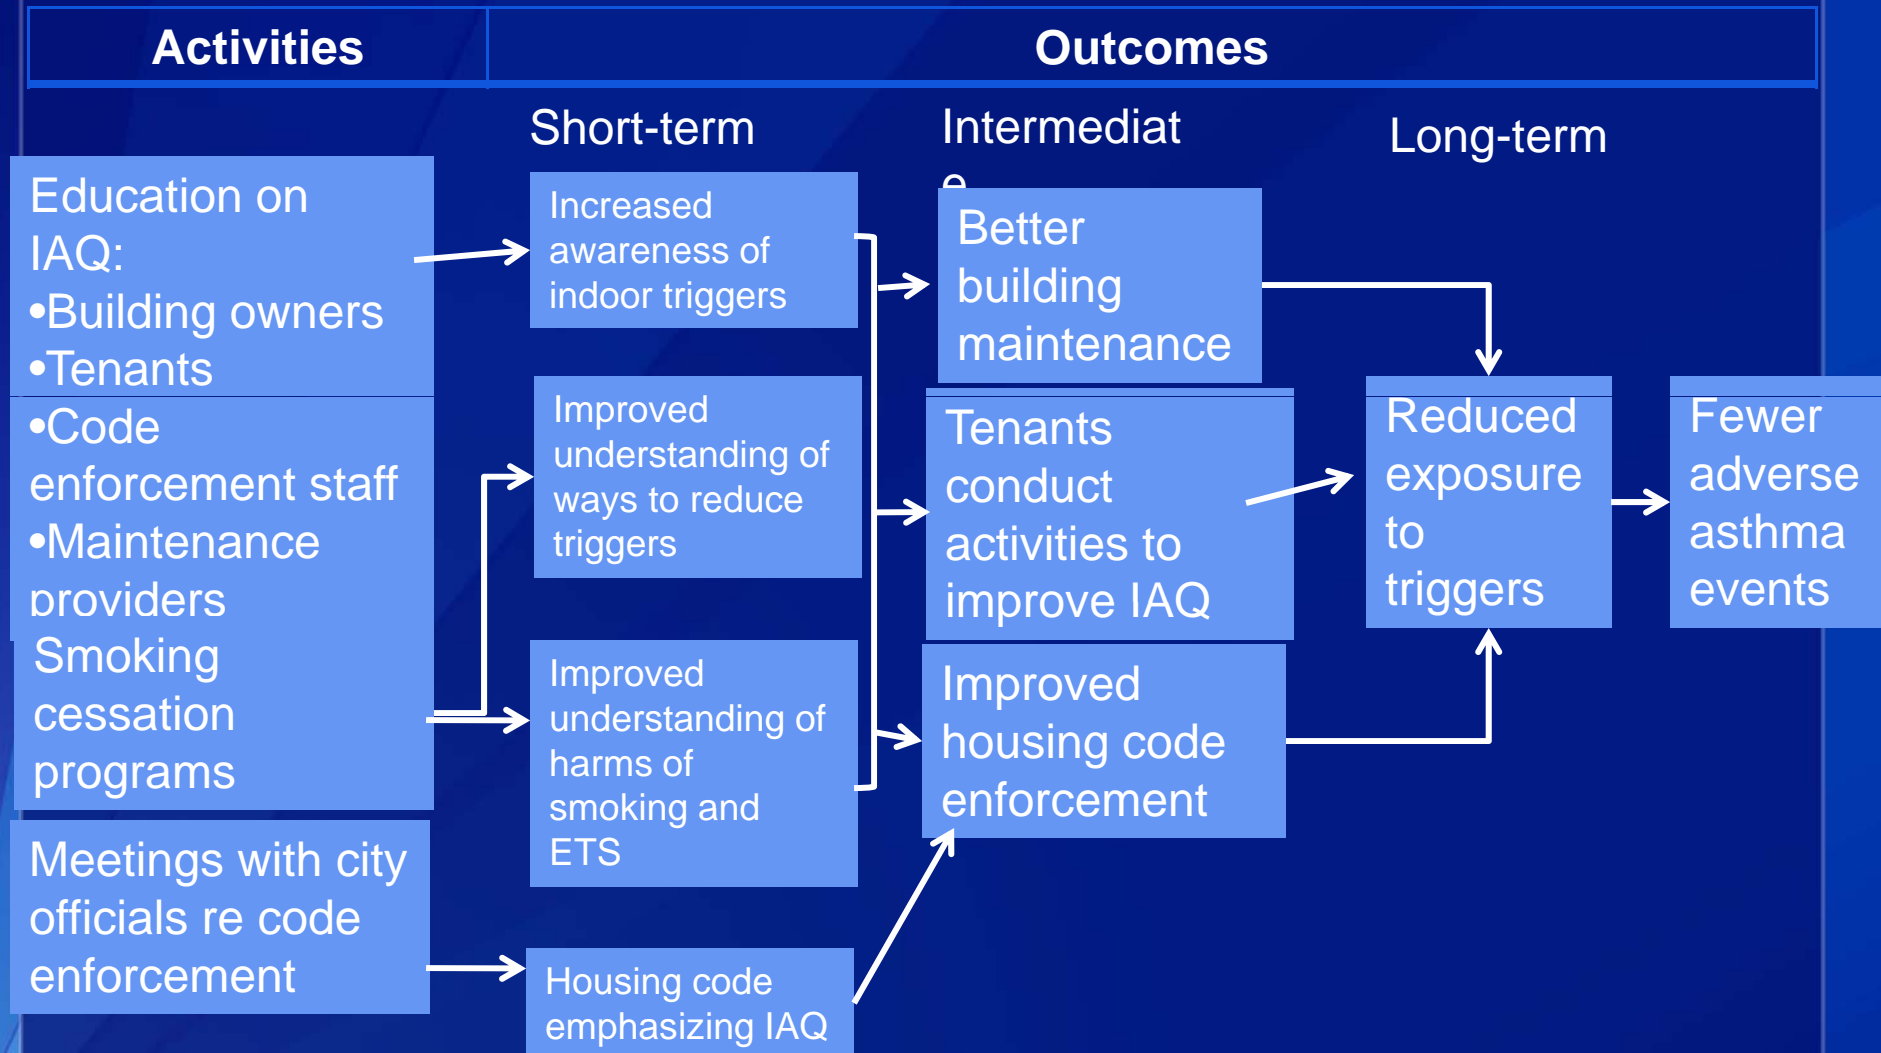 Activities
Outcomes
Short-term
Intermediat
e
Long-term
Education on
IAQ:
•Building owners
•Tenants
•Code
enforcement staff
•Maintenance
providers
Smoking
cessation
programs
Meetings with city
officials re code
enforcement
Increased
awareness of
indoor triggers
Improved
understanding of
ways to reduce
triggers
Improved
understanding of
harms of
smoking and
ETS
Housing code
emphasizing IAQ
Better
building
maintenance
Tenants
conduct
activities to
improve IAQ
Improved
housing code
enforcement
Reduced
exposure
to
triggers
Fewer
adverse
asthma
events